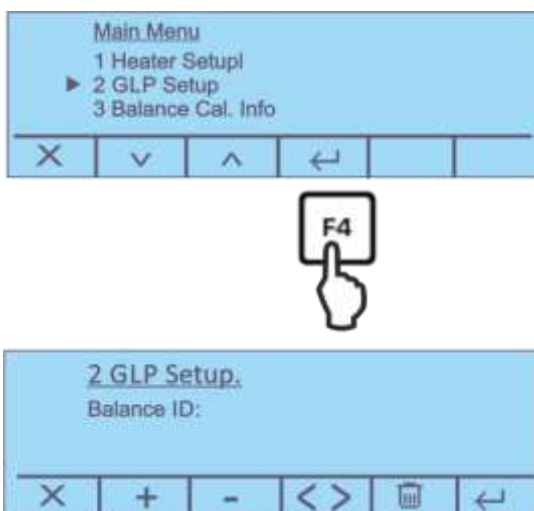 Main Menu
1 Heater Setupl
2 GLP Setup
3 Balance Cal. Info
F4
2 GLP Setup.
Balance ID: